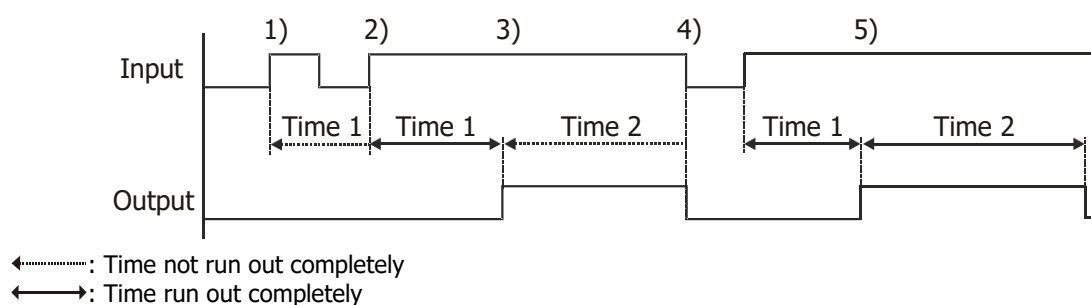 1) 2) 3) 4) 5)
Input
Time 1 Time 1 Time 2 Time 1 Time 2
Output
: Time not run out completely
: Time run out completely